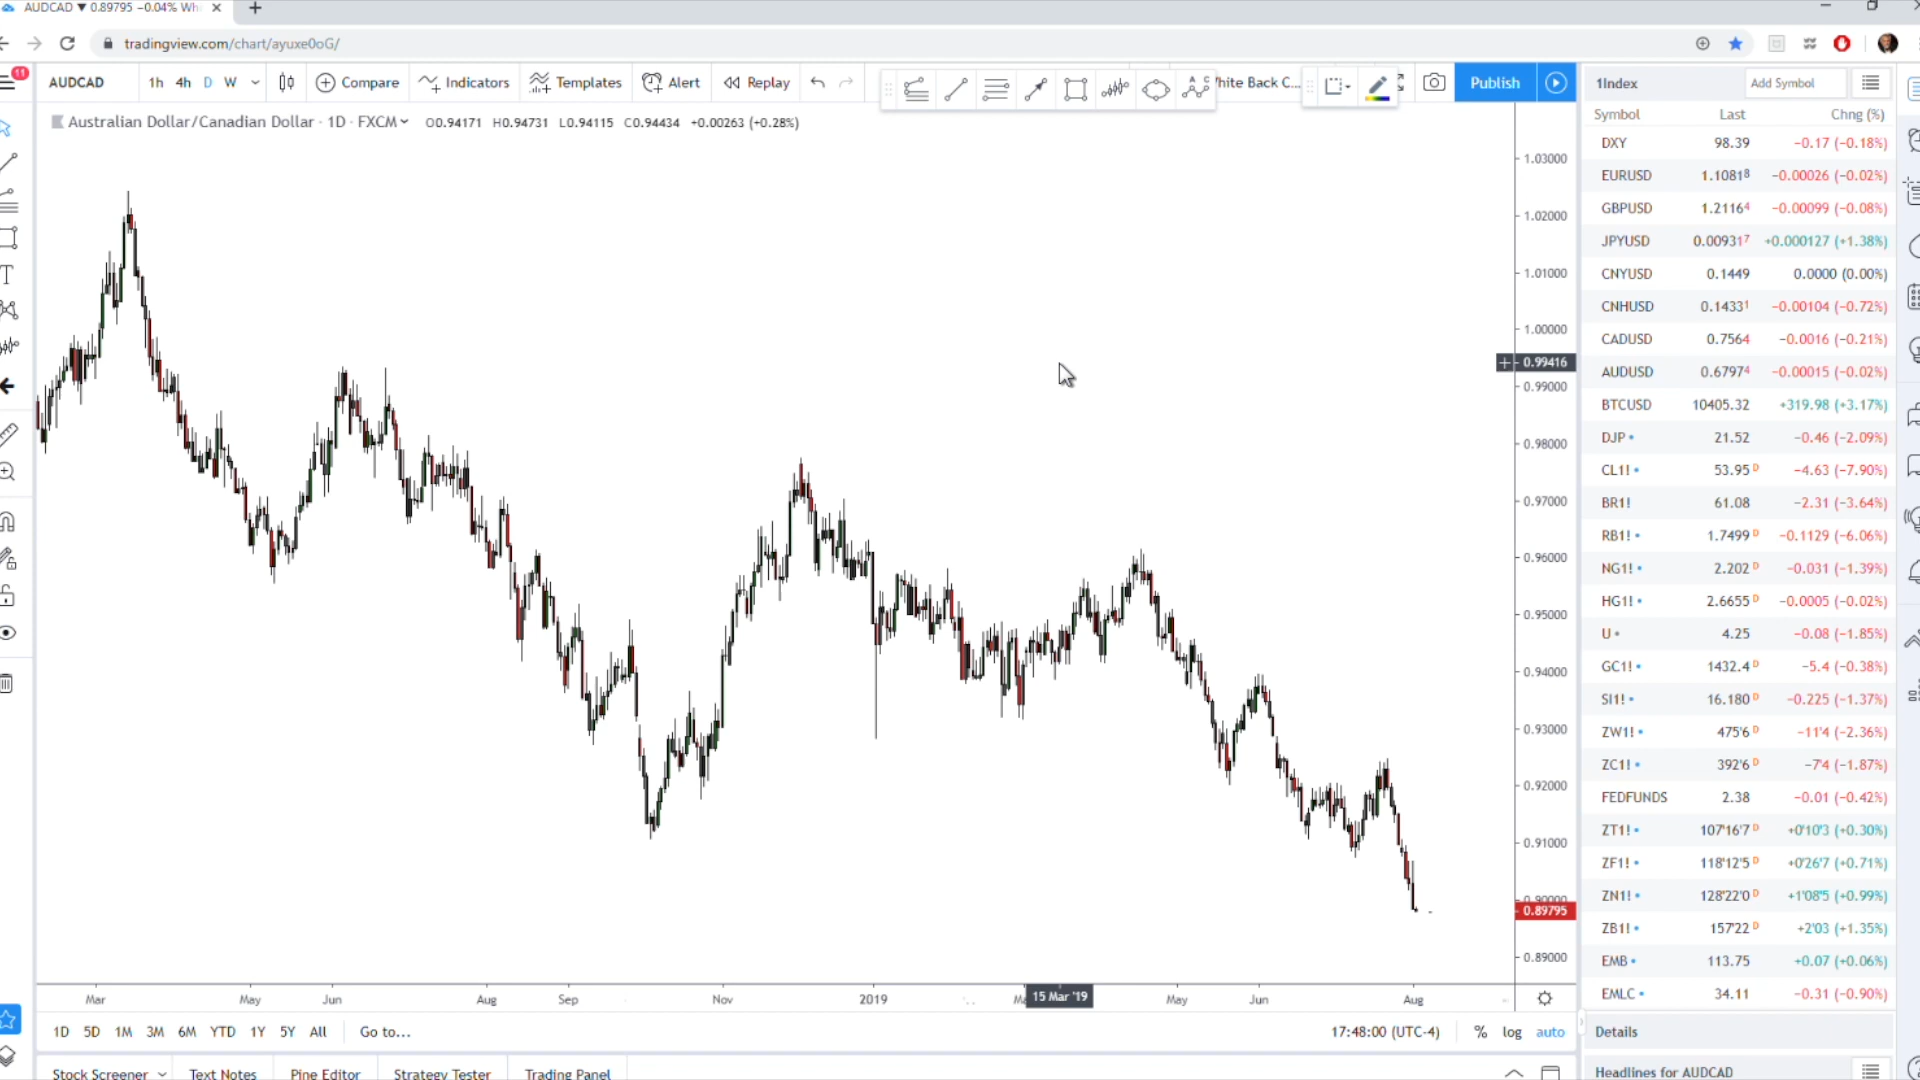 AUDCAD ▼ 0.89795 −0.04% Wh
tradingview.com/chart/ayuxe0oG/
11
AUDCAD 1h 4h D W Compare Indicators Templates Alert Replay hite Back C... Publish
Australian Dollar/Canadian Dollar · 1D · FXCM O0.94171 H0.94731 L0.94115 C0.94434 +0.00263 (+0.28%)
1.03000
1.02000
1.01000
1.00000
0.99416
0.99000
0.98000
0.97000
0.96000
0.95000
0.94000
0.93000
0.92000
0.91000
0.89795
0.89000
Mar May Jun Aug Sep Nov 2019 15 Mar '19 May Jun Aug
1D 5D 1M 3M 6M YTD 1Y 5Y All Go to... 17:48:00 (UTC-4) % log auto
Stock Screener Text Notes Pine Editor Strategy Tester Trading Panel
1Index Add Symbol
Symbol Last Chng (%)
DXY 98.39 −0.17 (−0.18%)
EURUSD 1.10818 −0.00026 (−0.02%)
GBPUSD 1.21164 −0.00099 (−0.08%)
JPYUSD 0.009317 +0.000127 (+1.38%)
CNYUSD 0.1449 0.0000 (0.00%)
CNHUSD 0.14331 −0.00104 (−0.72%)
CADUSD 0.7564 −0.0016 (−0.21%)
AUDUSD 0.67974 −0.00015 (−0.02%)
BTCUSD 10405.32 +319.98 (+3.17%)
DJP 21.52 −0.46 (−2.09%)
CL1! 53.95 D −4.63 (−7.90%)
BR1! 61.08 −2.31 (−3.64%)
RB1! 1.7499 D −0.1129 (−6.06%)
NG1! 2.202 D −0.031 (−1.39%)
HG1! 2.6655 D −0.0005 (−0.02%)
U 4.25 −0.08 (−1.85%)
GC1! 1432.4 D −5.4 (−0.38%)
SI1! 16.180 D −0.225 (−1.37%)
ZW1! 475'6 D −11'4 (−2.36%)
ZC1! 392'6 D −7'4 (−1.87%)
FEDFUNDS 2.38 −0.01 (−0.42%)
ZT1! 107'16'7 D +0'10'3 (+0.30%)
ZF1! 118'12'5 D +0'26'7 (+0.71%)
ZN1! 128'22'0 D +1'08'5 (+0.99%)
ZB1! 157'22 D +2'03 (+1.35%)
EMB 113.75 +0.07 (+0.06%)
EMLC 34.11 −0.31 (−0.90%)
Details
Headlines for AUDCAD